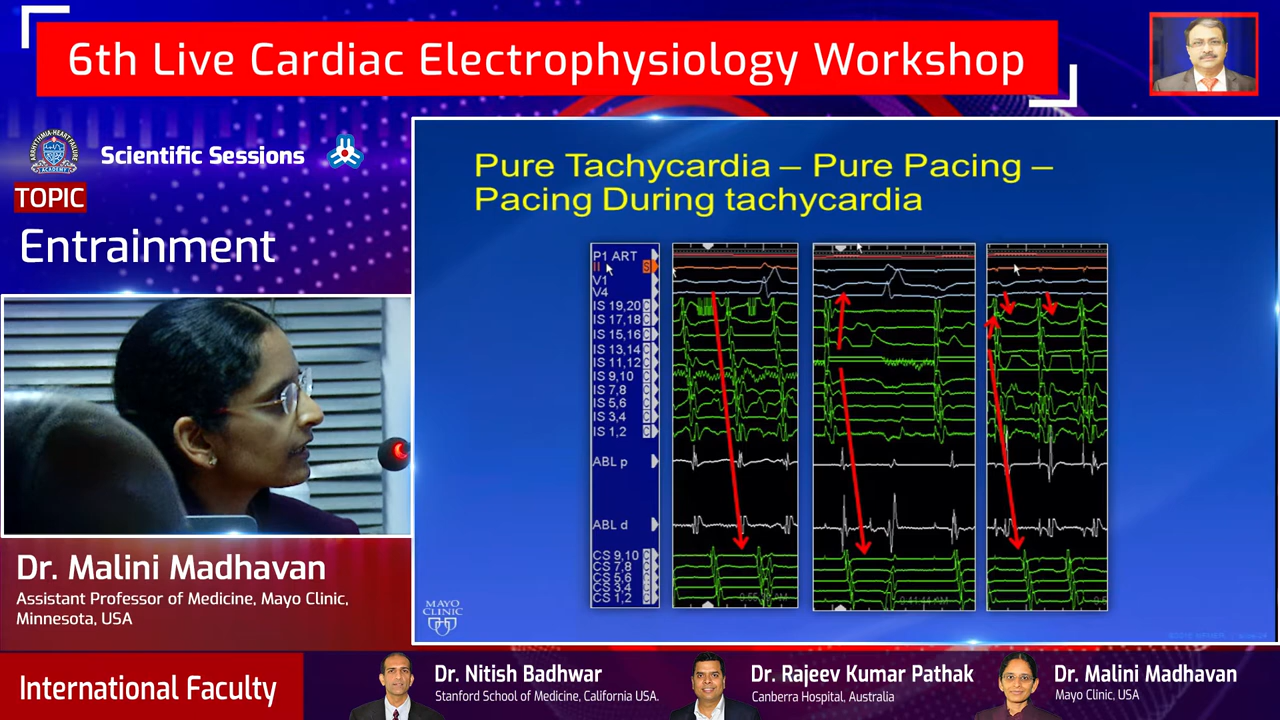 6th Live Cardiac Electrophysiology Workshop
Scientific Sessions
TOPIC
Entrainment
Pure Tachycardia – Pure Pacing –
Pacing During tachycardia
P1 ART
II
S
V1
V4
IS 19,20 C
IS 17,18 C
IS 15,16 C
IS 13,14 C
IS 11,12 C
IS 9,10 C
IS 7,8 C
IS 5,6 C
IS 3,4 C
IS 1,2 C
ABL p
ABL d
CS 9,10
CS 7,8
CS 5,6
CS 3,4
CS 1,2
MAYO
CLINIC
Dr. Malini Madhavan
Assistant Professor of Medicine, Mayo Clinic,
Minnesota, USA
International Faculty
Dr. Nitish Badhwar
Stanford School of Medicine, California USA.
Dr. Rajeev Kumar Pathak
Canberra Hospital, Australia
Dr. Malini Madhavan
Mayo Clinic, USA